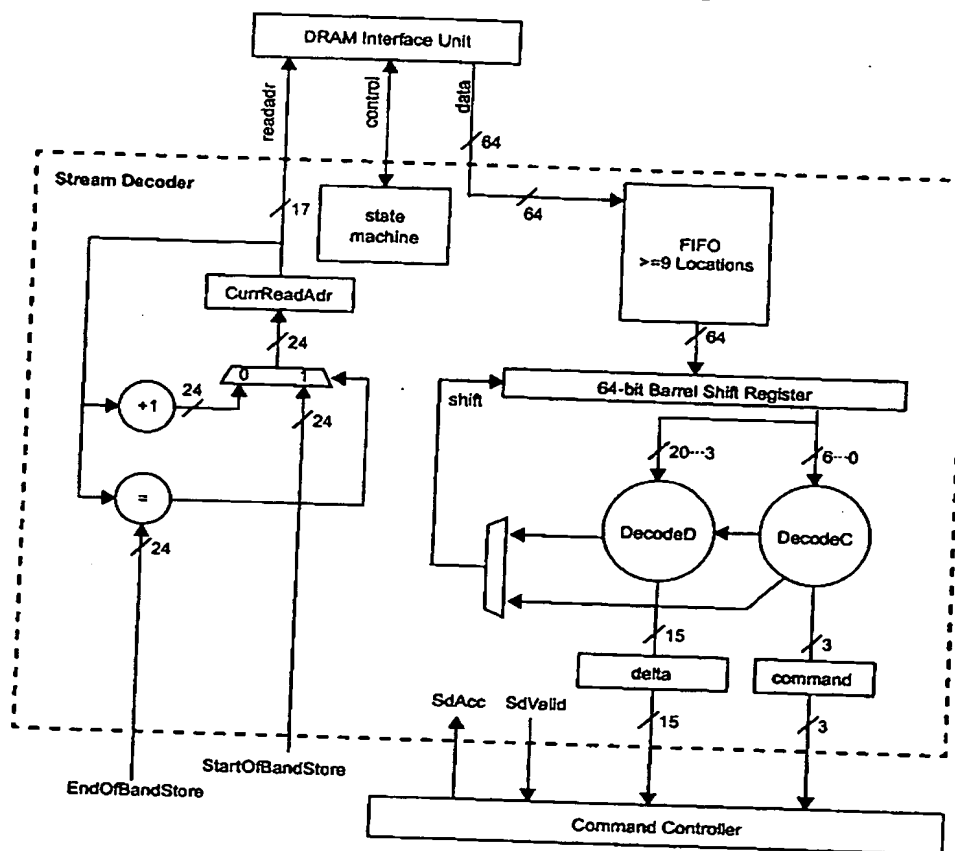 DRAM Interface Unit
readadr
control
data
64
Stream Decoder
17
state
machine
64
FIFO
>=9 Locations
CurrReadAdr
24
64
0 1
24
+1
24
shift
64-bit Barrel Shift Register
20---3
6---0
=
24
DecodeD
DecodeC
15
3
delta
command
SdAcc
SdValid
15
3
StartOfBandStore
EndOfBandStore
Command Controller